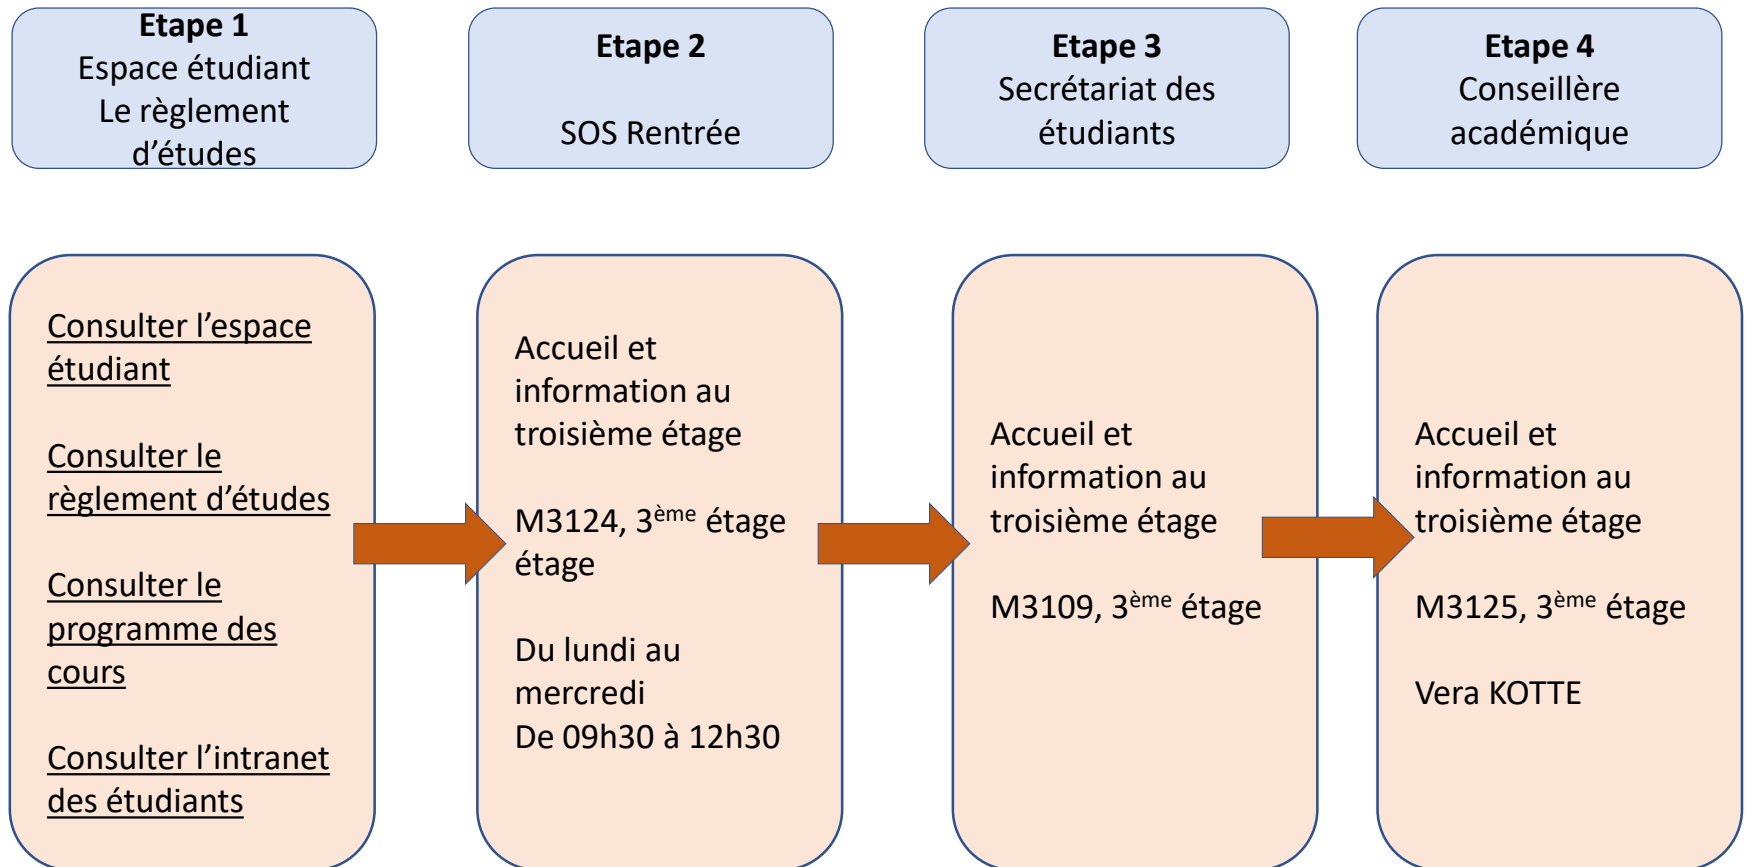 Etape 1
Espace étudiant
Le règlement
d’études
Etape 2
SOS Rentrée
Etape 3
Secrétariat des
étudiants
Etape 4
Conseillère
académique
Consulter l’espace
étudiant
Consulter le
règlement d’études
Consulter le
programme des
cours
Consulter l’intranet
des étudiants
Accueil et
information au
troisième étage
M3124, 3ème étage
étage
Du lundi au
mercredi
De 09h30 à 12h30
Accueil et
information au
troisième étage
M3109, 3ème étage
Accueil et
information au
troisième étage
M3125, 3ème étage
Vera KOTTE